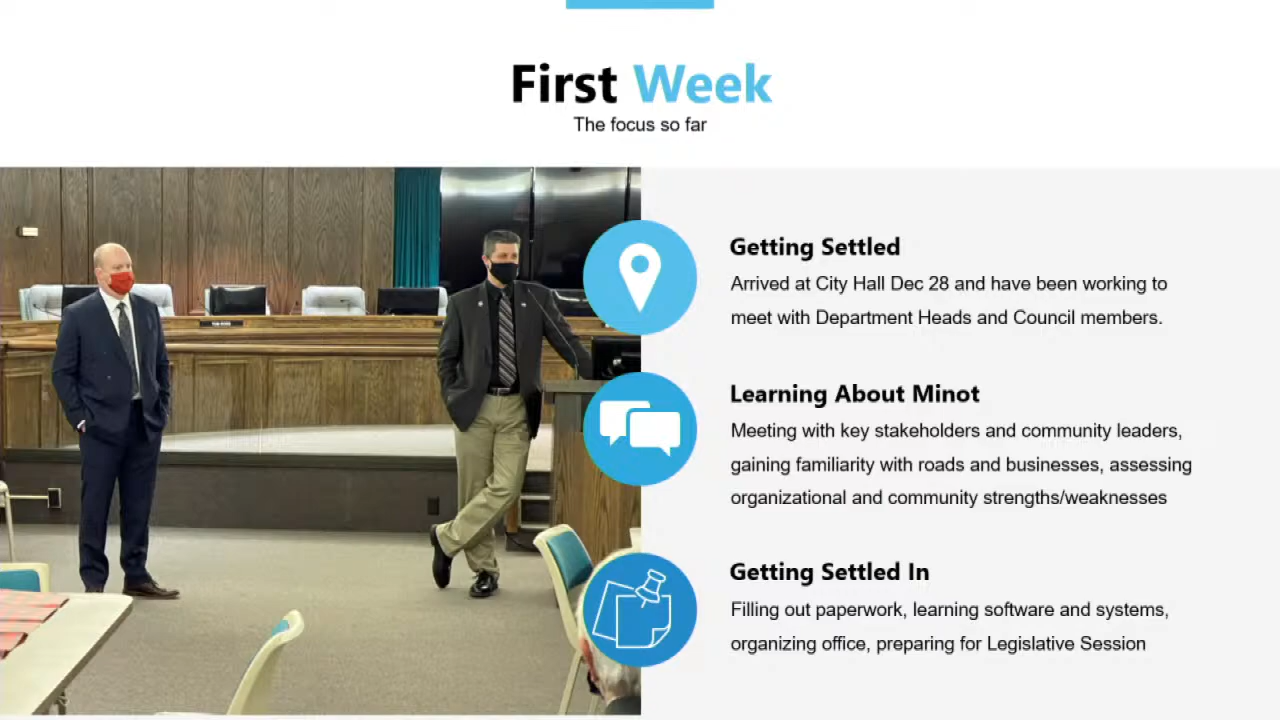 First Week
The focus so far
Getting Settled
Arrived at City Hall Dec 28 and have been working to
meet with Department Heads and Council members.
Learning About Minot
Meeting with key stakeholders and community leaders,
gaining familiarity with roads and businesses, assessing
organizational and community strengths/weaknesses
Getting Settled In
Filling out paperwork, learning software and systems,
organizing office, preparing for Legislative Session